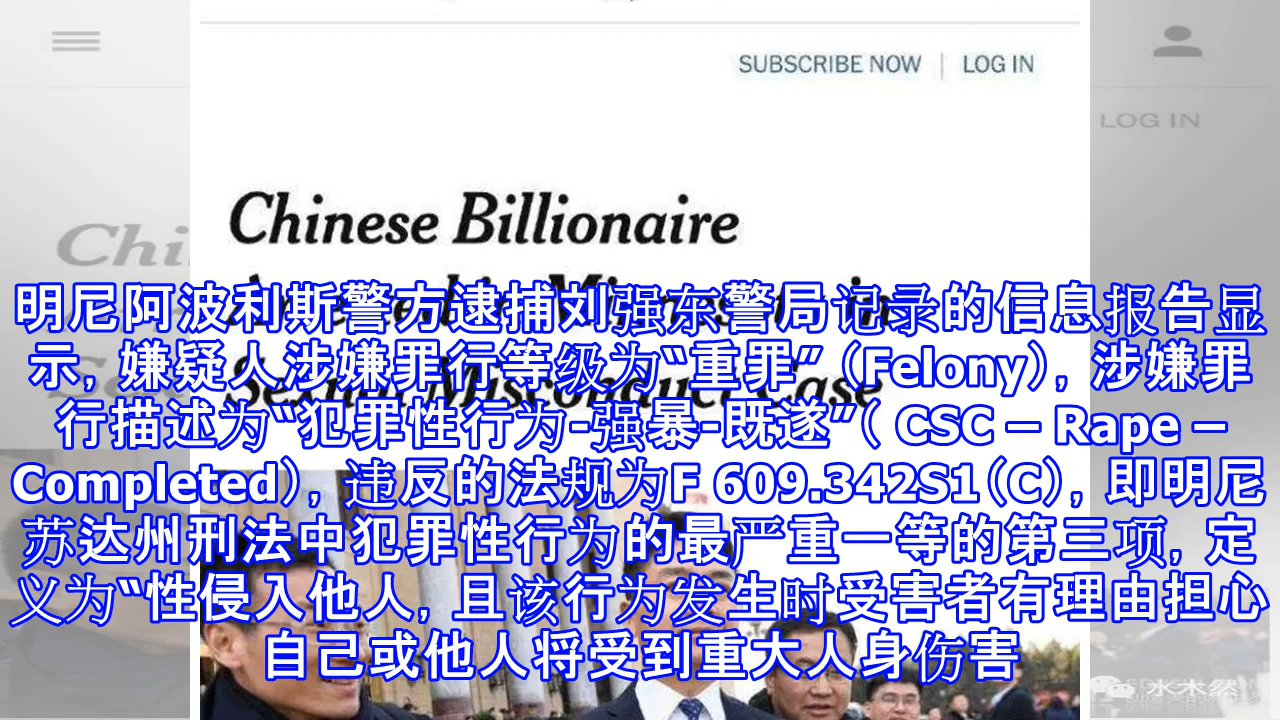 SUBSCRIBE NOW | LOG IN
LOG IN
Chinese Billionaire
Chi
明尼阿波利斯警方逮捕刘强东警局记录的信息报告显
示, 嫌疑人涉嫌罪行等级为“重罪” (Felony), 涉嫌罪
Sexual Misconduct Case
行描述为“犯罪性行为-强暴-既遂”( CSC – Rape –
Completed), 违反的法规为F 609.342S1(C), 即明尼
苏达州刑法中犯罪性行为的最严重一等的第三项, 定
义为“性侵入他人, 且该行为发生时受害者有理由担心
自己或他人将受到重大人身伤害
水木然